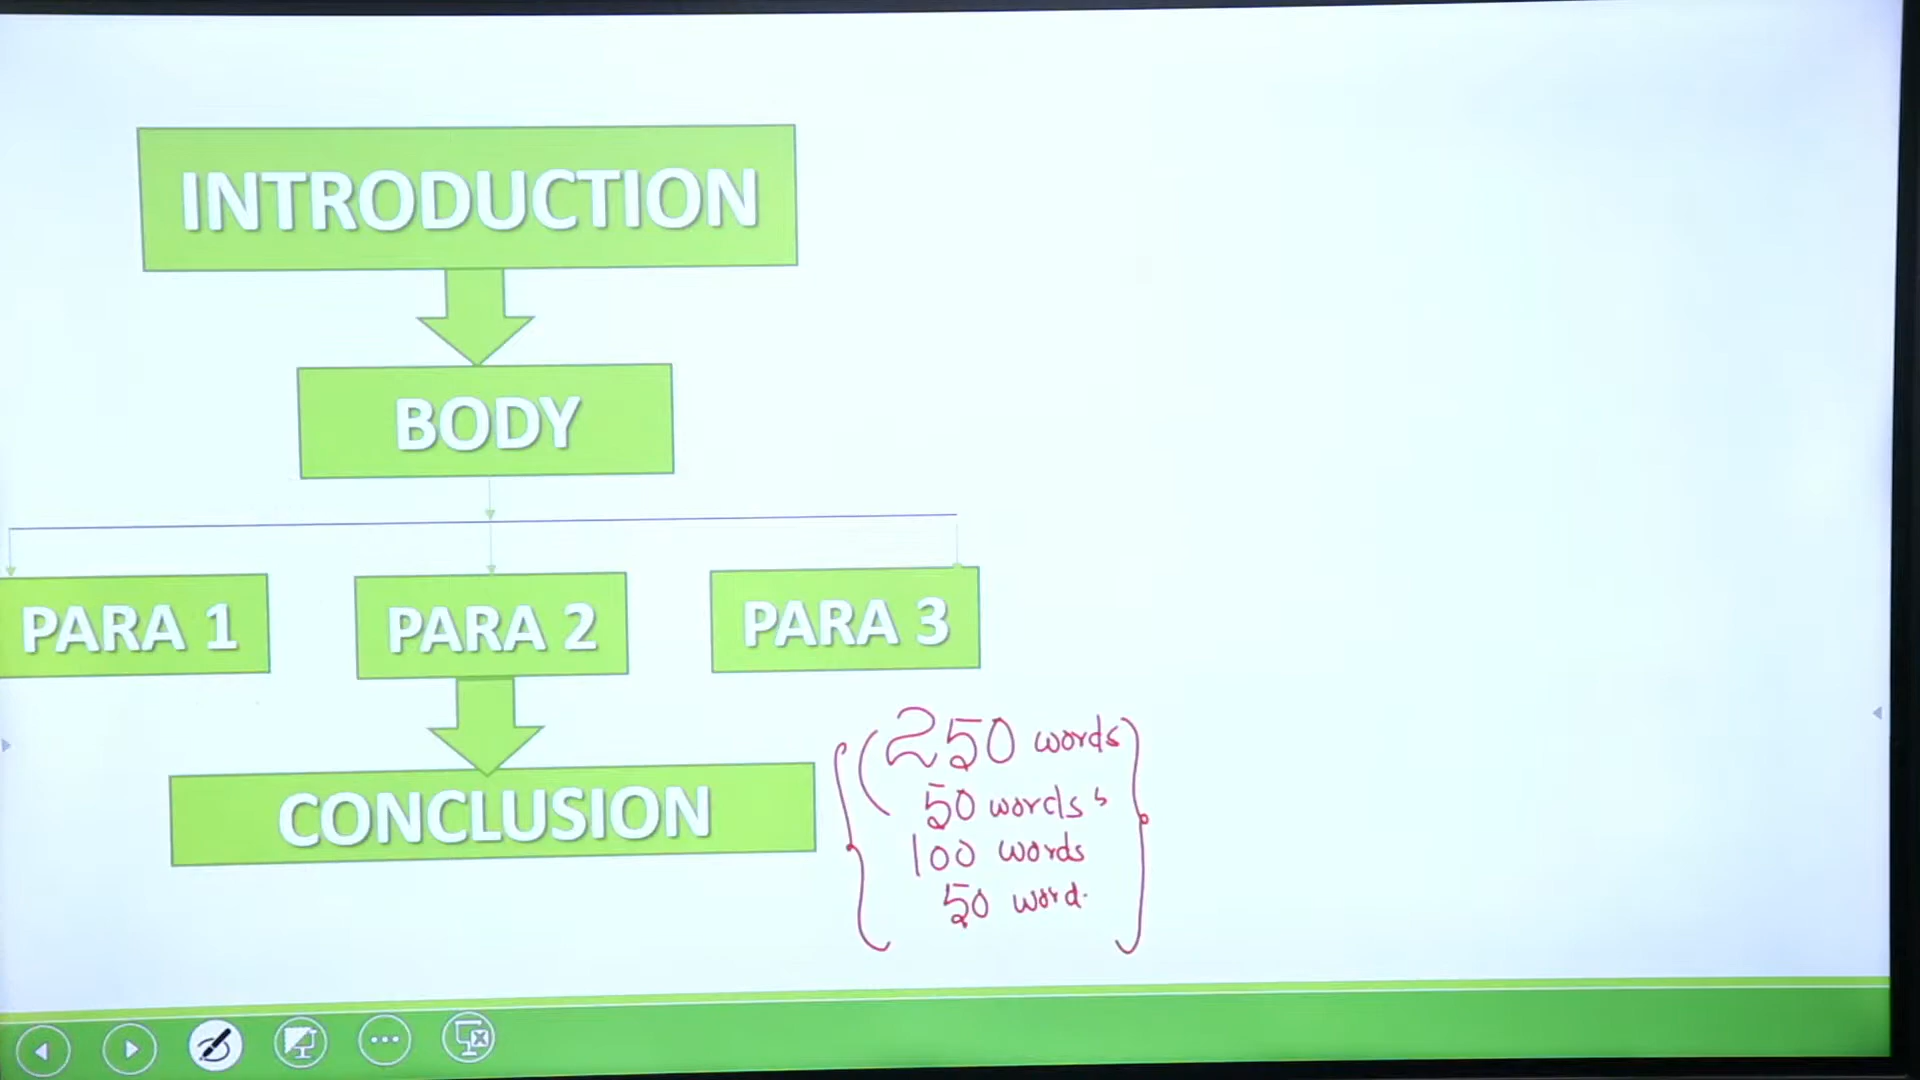 INTRODUCTION
BODY
PARA 1
PARA 2
PARA 3
CONCLUSION
250 words
50 words
100 words
50 word.